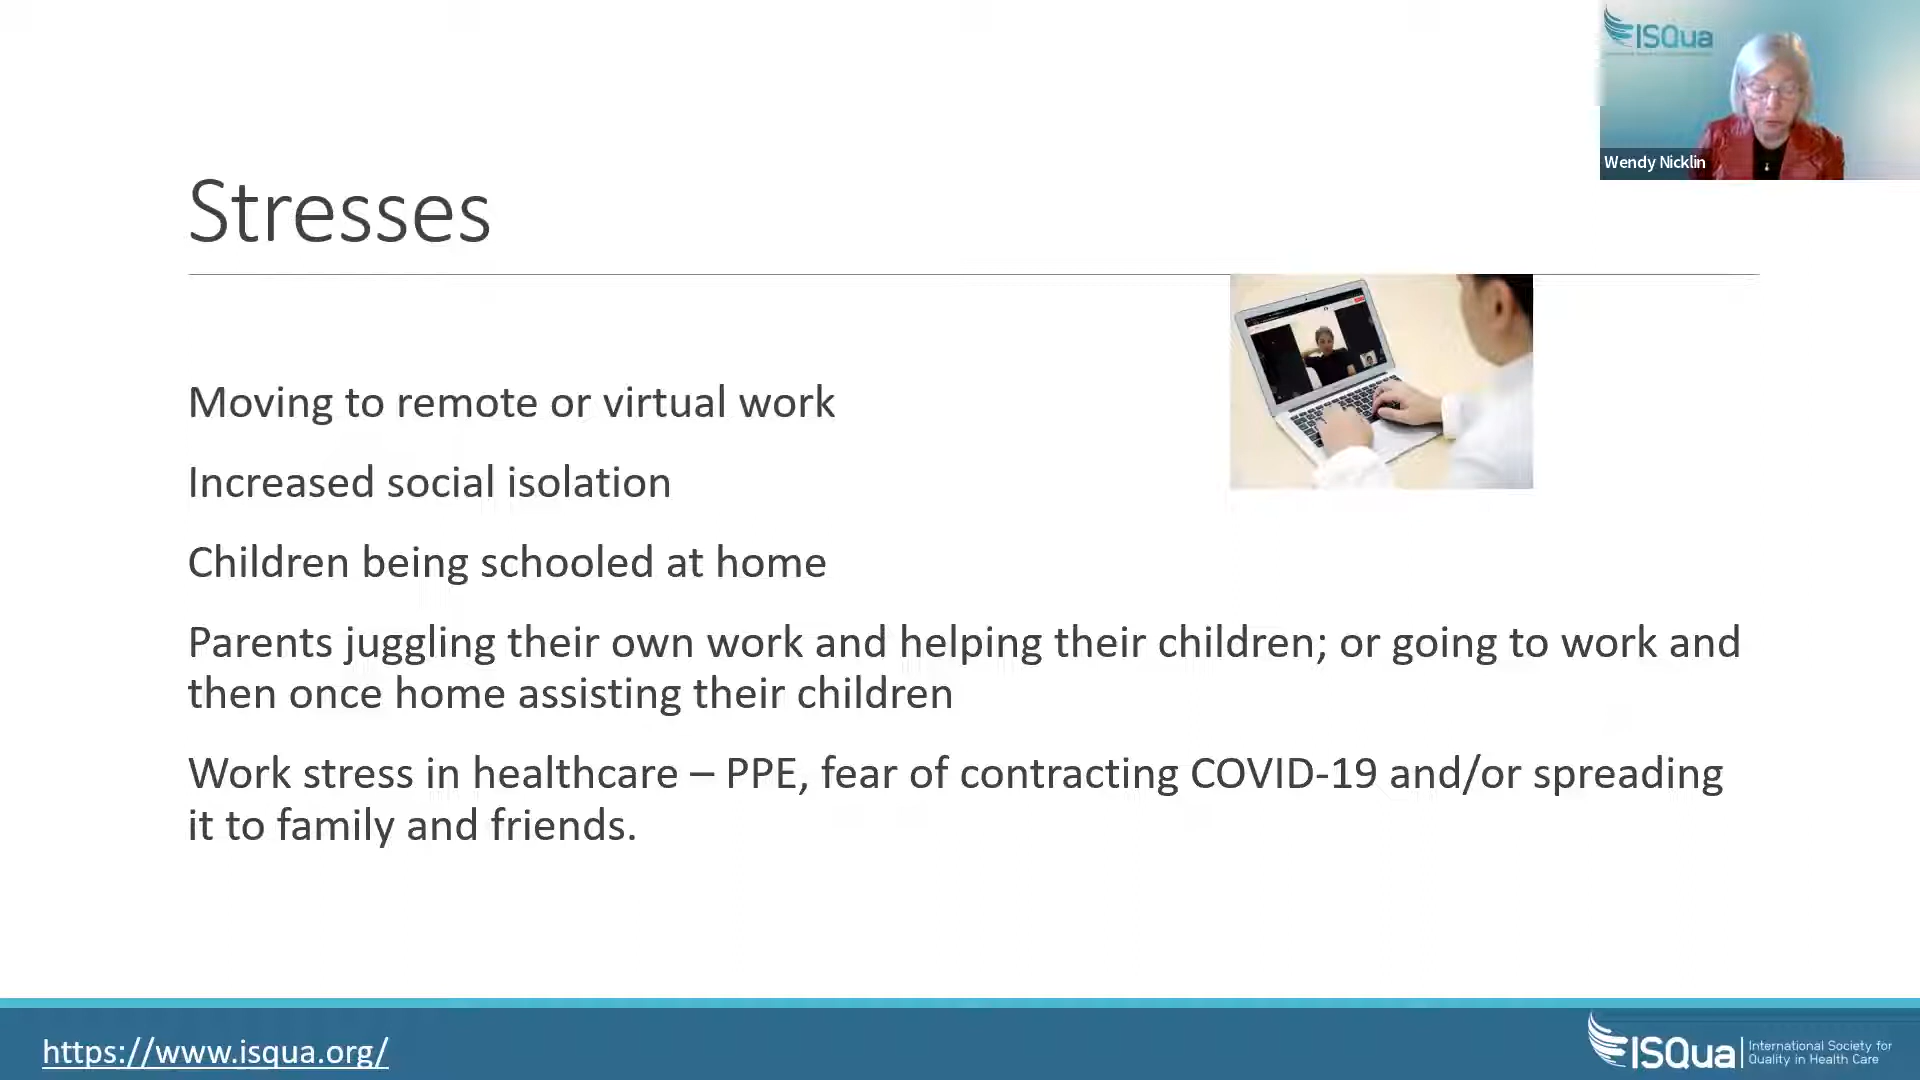 ISQua
Wendy Nicklin
Stresses
Moving to remote or virtual work
Increased social isolation
Children being schooled at home
Parents juggling their own work and helping their children; or going to work and
then once home assisting their children
Work stress in healthcare – PPE, fear of contracting COVID-19 and/or spreading
it to family and friends.
https://www.isqua.org/
ISQua
International Society for
Quality in Health Care